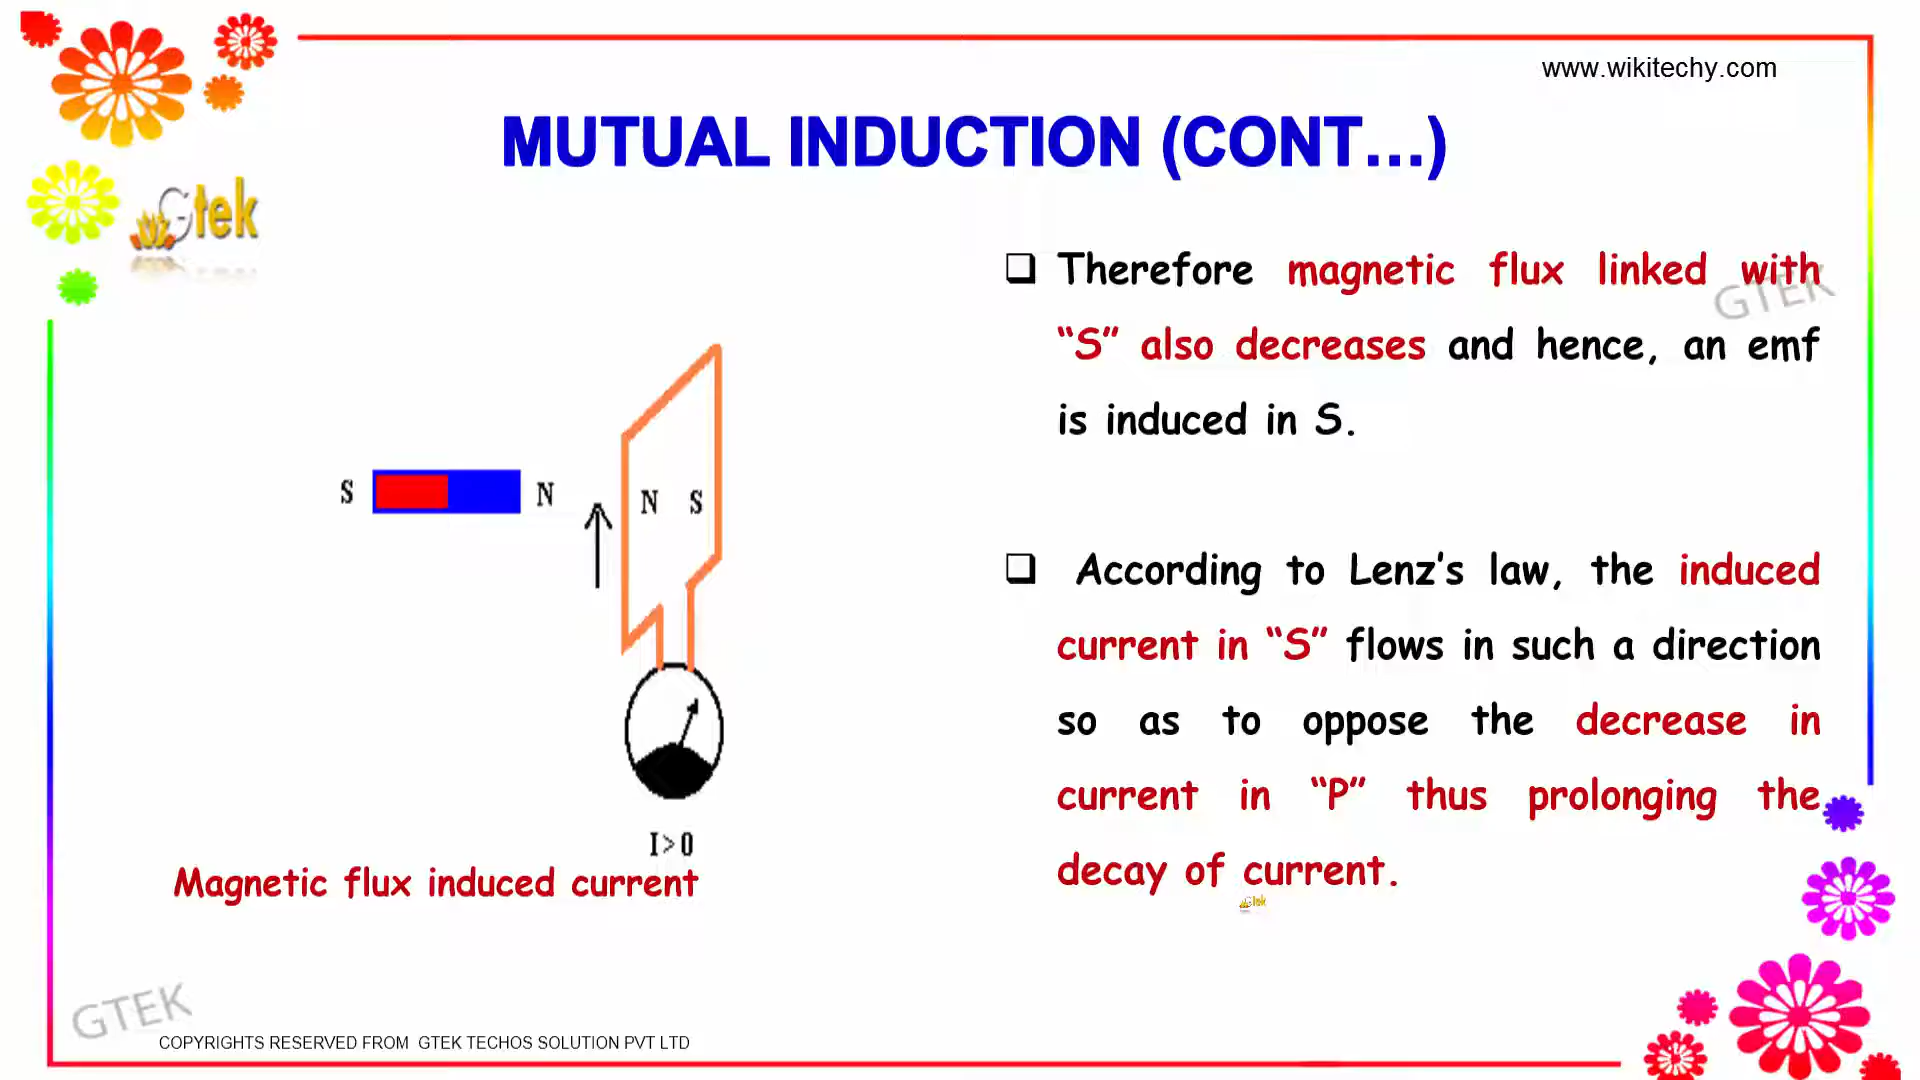 www.wikitechy.com
MUTUAL INDUCTION (CONT...)
Gtek
Therefore magnetic flux linked with
“S” also decreases and hence, an emf
is induced in S.
GTEK
According to Lenz’s law, the induced
current in “S” flows in such a direction
so as to oppose the decrease in
current in “P” thus prolonging the
decay of current.
Gtek
S N N S
I>0
Magnetic flux induced current
GTEK
COPYRIGHTS RESERVED FROM GTEK TECHOS SOLUTION PVT LTD